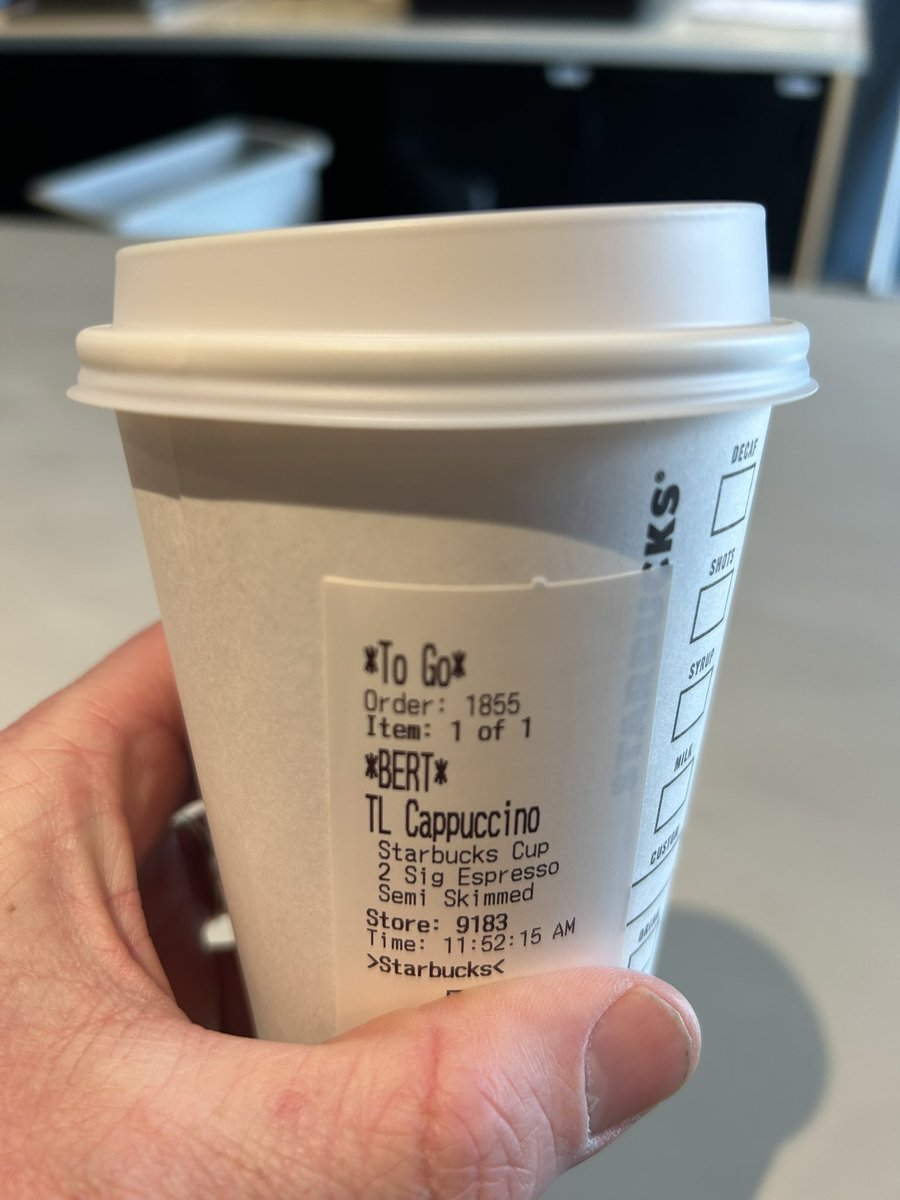 *To Go*
Order: 1855
Item: 1 of 1
*BERT*
TL Cappuccino
Starbucks Cup
2 Sig Espresso
Semi Skimmed
Store: 9183
Time: 11:52:15 AM
>Starbucks<
STARBUCKS®
DECAF
SHOTS
SYRUP
MILK
CUSTOM
DRINK